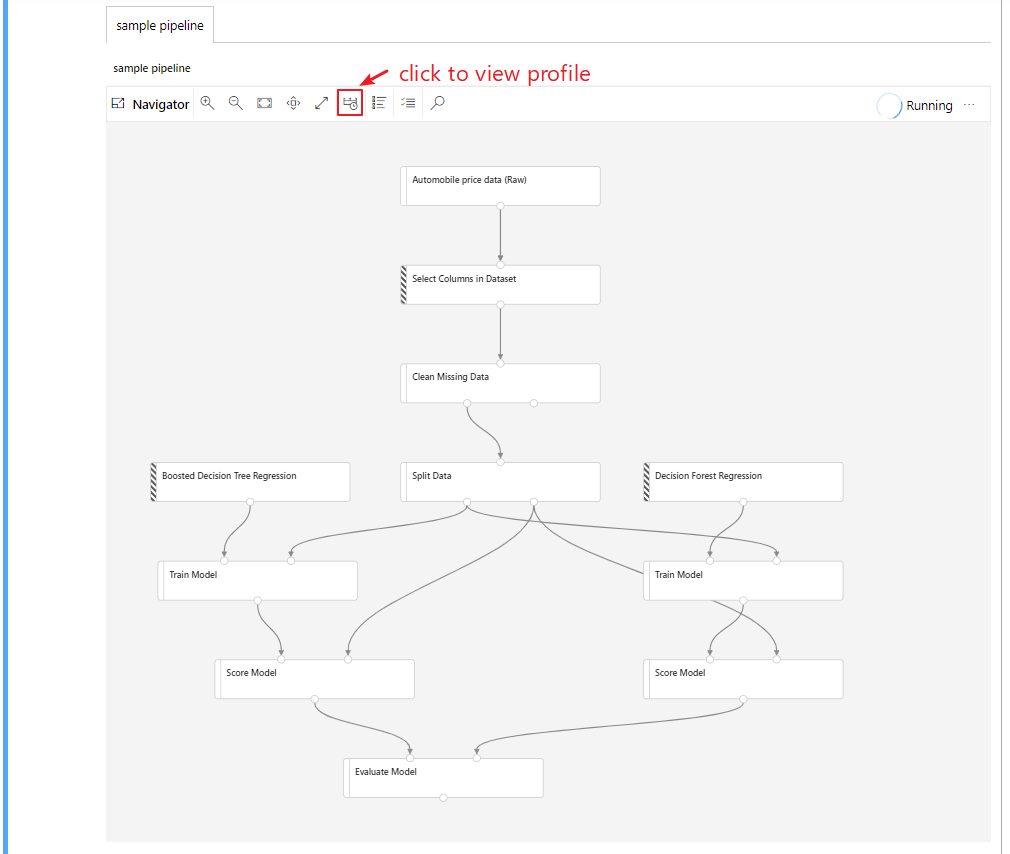 sample pipeline
sample pipeline
click to view profile
Navigator
Running
Automobile price data (Raw)
Select Columns in Dataset
Clean Missing Data
Boosted Decision Tree Regression
Split Data
Decision Forest Regression
Train Model
Train Model
Score Model
Score Model
Evaluate Model